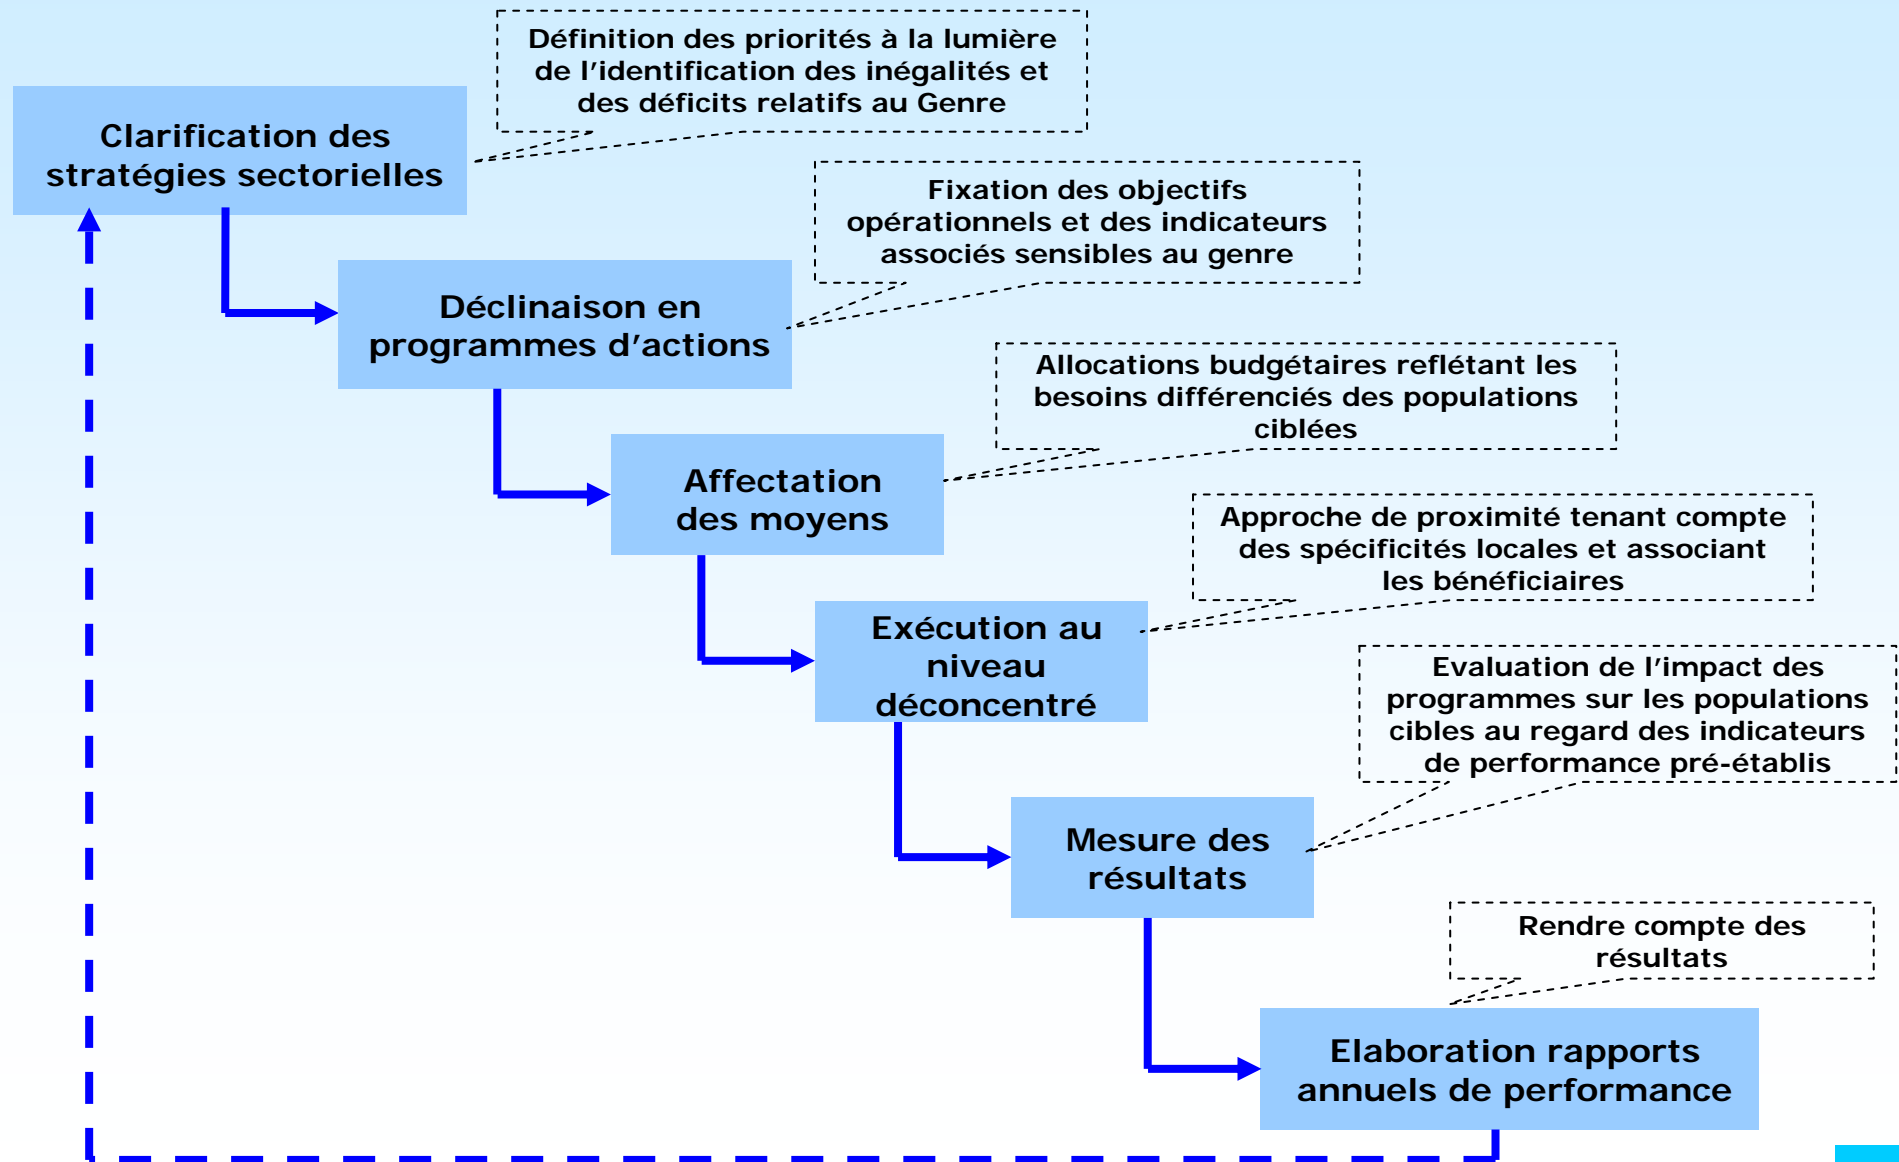 Définition des priorités à la lumière
de l'identification des inégalités et
des déficits relatifs au Genre
Clarification des
stratégies sectorielles
Fixation des objectifs
opérationnels et des indicateurs
associés sensibles au genre
Déclinaison en
programmes d'actions
Allocations budgétaires reflétant les
besoins différenciés des populations
ciblées
Affectation
des moyens
Approche de proximité tenant compte
des spécificités locales et associant
les bénéficiaires
Exécution au
niveau
déconcentré
Evaluation de l'impact des
programmes sur les populations
cibles au regard des indicateurs
de performance pré-établis
Mesure des
résultats
Rendre compte des
résultats
Elaboration rapports
annuels de performance